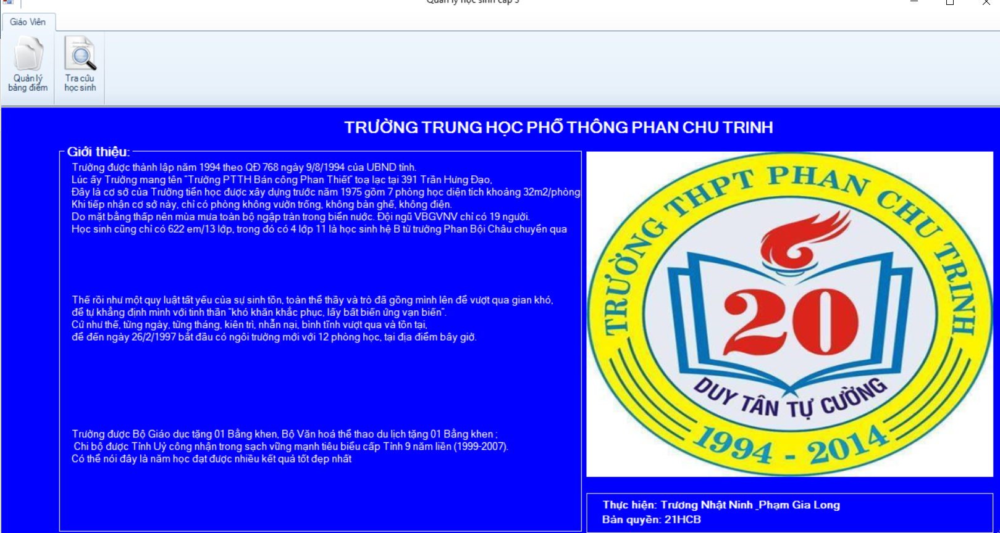 Quản lý học sinh cấp 3
Giáo Viên
Quản lý
bảng điểm
Tra cứu
học sinh
TRƯỜNG TRUNG HỌC PHỔ THÔNG PHAN CHU TRINH
Giới thiệu:
Trường được thành lập năm 1994 theo QĐ 768 ngày 9/8/1994 của UBND tỉnh.
Lúc ấy Trường mang tên "Trường PTTH Bán công Phan Thiết" toạ lạc tại 391 Trần Hưng Đạo,
Đây là cơ sở của Trường tiển học được xây dựng trước năm 1975 gồm 7 phòng học diện tích khoảng 32m2/phòng.
Khi tiếp nhận cơ sở này, chỉ có phòng không vườn trống, không bàn ghế, không điện.
Do mặt bằng thấp nên mùa mưa toàn bộ ngập tràn trong biển nước. Đội ngũ VBGVNV chỉ có 19 người.
Học sinh cũng chỉ có 622 em/13 lớp, trong đó có 4 lớp 11 là học sinh hệ B từ trường Phan Bội Châu chuyển qua
Thế rồi như một quy luật tất yếu của sự sinh tồn, toàn thể thầy và trò đã gồng mình lên để vượt qua gian khó,
để tự khẳng định mình với tinh thần "khó khăn khắc phục, lấy bất biến ứng vạn biến".
Cứ như thế, từng ngày, từng tháng, kiên trì, nhẫn nại, bình tĩnh vượt qua và tồn tại,
để đến ngày 26/2/1997 bắt đầu có ngôi trường mới với 12 phòng học, tại địa điểm bây giờ.
Trường được Bộ Giáo dục tặng 01 Bằng khen, Bộ Văn hoá thể thao du lịch tặng 01 Bằng khen ;
Chi bộ được Tỉnh Uỷ công nhận trong sạch vững mạnh tiêu biểu cấp Tỉnh 9 năm liền (1999-2007).
Có thể nói đây là năm học đạt được nhiều kết quả tốt đẹp nhất
TRƯỜNG THPT PHAN CHU TRINH
20
DUY TÂN TỰ CƯỜNG
1994 - 2014
Thực hiện: Trương Nhật Ninh _Phạm Gia Long
Bản quyền: 21HCB